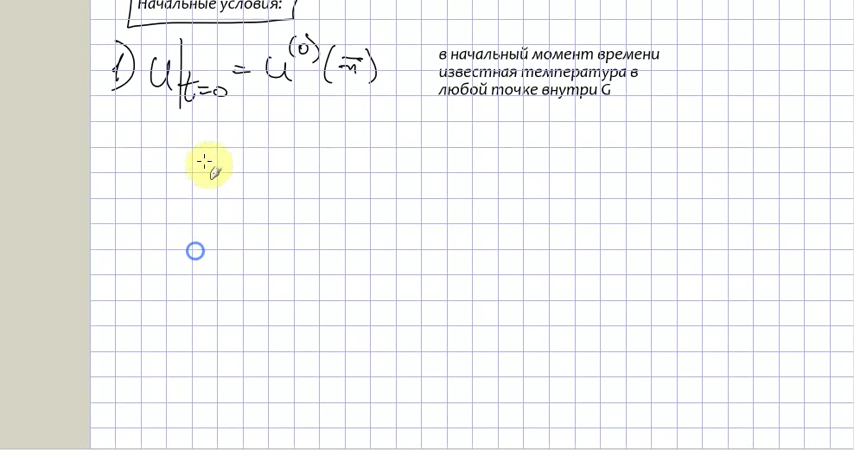 Начальные условия:
1) u|t=0 = u^(0)(x̄)
в начальный момент времени
известная температура в
любой точке внутри G